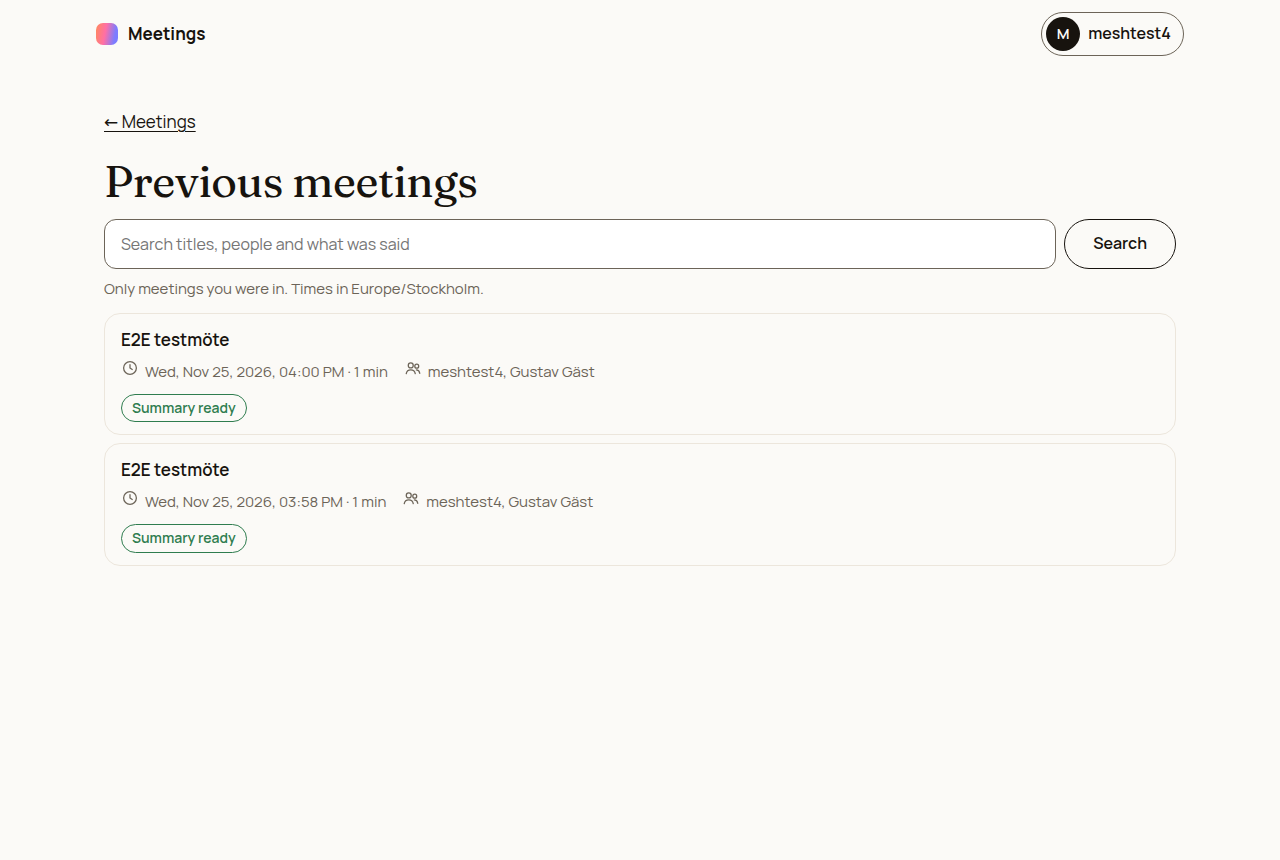 Meetings
M meshtest4
← Meetings
Previous meetings
Search titles, people and what was said
Search
Only meetings you were in. Times in Europe/Stockholm.
E2E testmöte
Wed, Nov 25, 2026, 04:00 PM · 1 min meshtest4, Gustav Gäst
Summary ready
E2E testmöte
Wed, Nov 25, 2026, 03:58 PM · 1 min meshtest4, Gustav Gäst
Summary ready